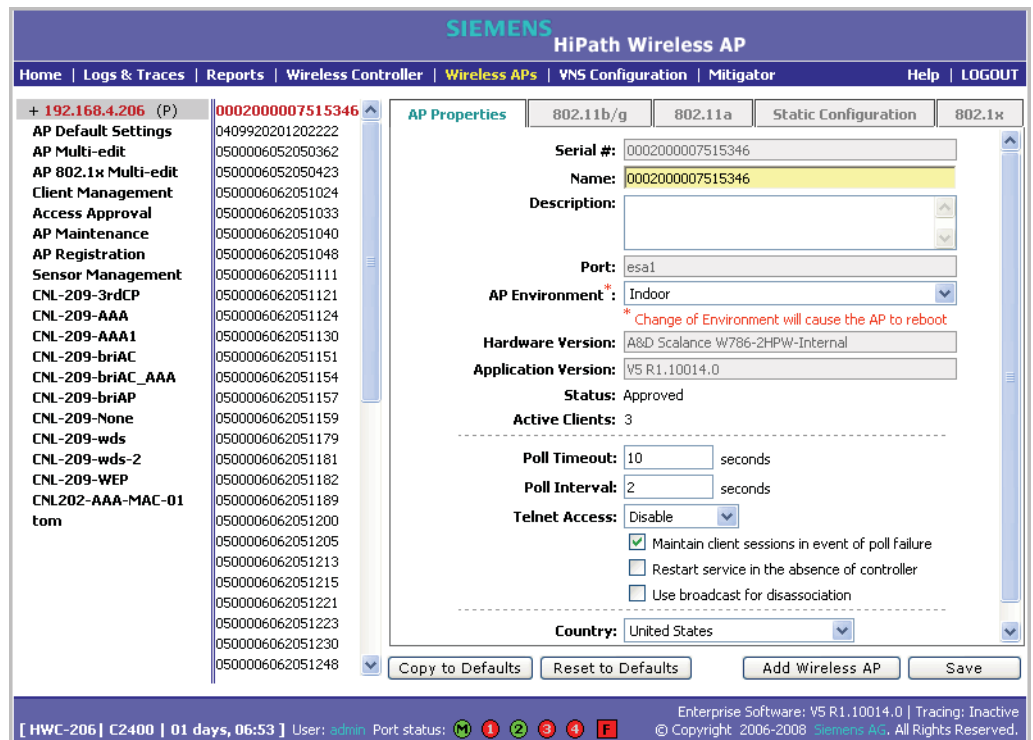 SIEMENS
HiPath Wireless AP
Home | Logs & Traces | Reports | Wireless Controller | Wireless APs | VNS Configuration | Mitigator Help | LOGOUT
+ 192.168.4.206 (P)
AP Default Settings
AP Multi-edit
AP 802.1x Multi-edit
Client Management
Access Approval
AP Maintenance
AP Registration
Sensor Management
CNL-209-3rdCP
CNL-209-AAA
CNL-209-AAA1
CNL-209-briAC
CNL-209-briAC_AAA
CNL-209-briAP
CNL-209-None
CNL-209-wds
CNL-209-wds-2
CNL-209-WEP
CNL202-AAA-MAC-01
tom
0002000007515346
0409920201202222
0500006052050362
0500006052050423
0500006062051024
0500006062051033
0500006062051040
0500006062051048
0500006062051111
0500006062051121
0500006062051124
0500006062051130
0500006062051151
0500006062051154
0500006062051157
0500006062051159
0500006062051179
0500006062051181
0500006062051182
0500006062051189
0500006062051200
0500006062051205
0500006062051213
0500006062051215
0500006062051221
0500006062051223
0500006062051230
0500006062051248
AP Properties 802.11b/g 802.11a Static Configuration 802.1x
Serial #: 0002000007515346
Name: 0002000007515346
Description:
Port: esa1
AP Environment*: Indoor
* Change of Environment will cause the AP to reboot
Hardware Version: A&D Scalance W786-2HPW-Internal
Application Version: V5 R1.10014.0
Status: Approved
Active Clients: 3
Poll Timeout: 10 seconds
Poll Interval: 2 seconds
Telnet Access: Disable
Maintain client sessions in event of poll failure
Restart service in the absence of controller
Use broadcast for disassociation
Country: United States
Copy to Defaults Reset to Defaults Add Wireless AP Save
Enterprise Software: V5 R1.10014.0 | Tracing: Inactive
[ HWC-206 | C2400 | 01 days, 06:53 ] User: admin Port status: M 1 2 3 4 F © Copyright 2006-2008 Siemens AG. All Rights Reserved.